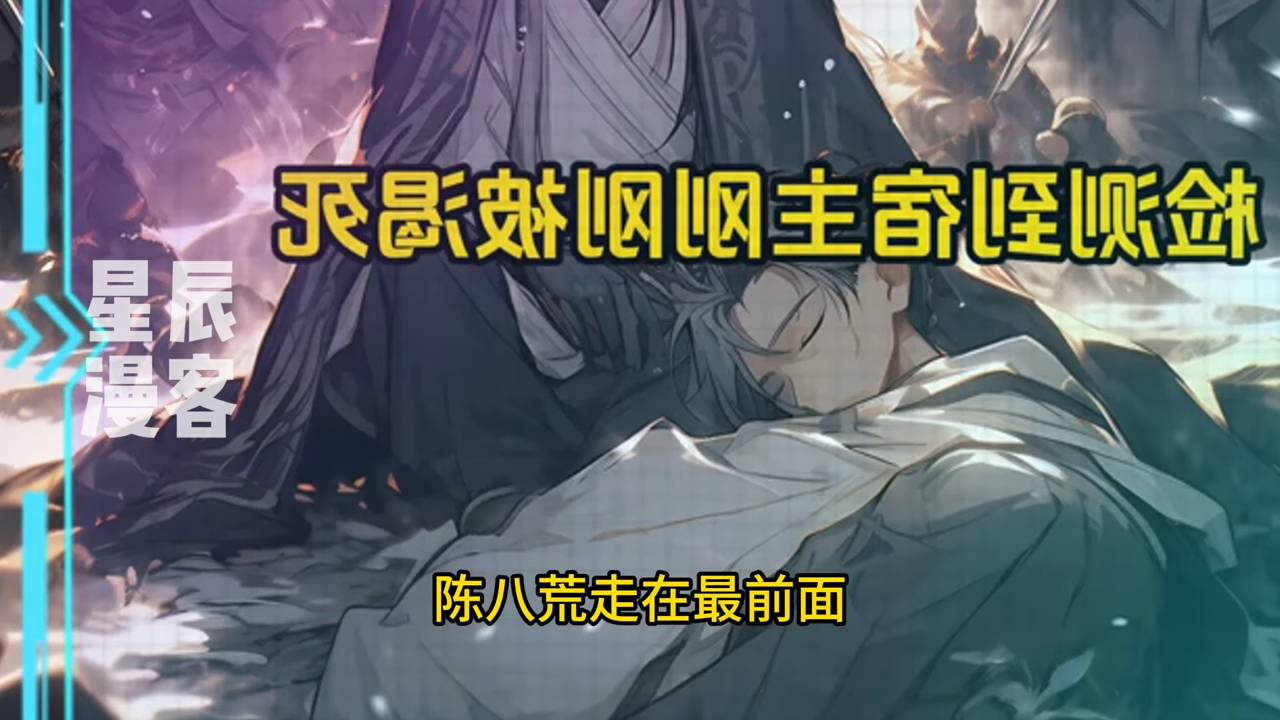 检测到宿主刚刚被渴死
星辰
漫客
陈八荒走在最前面